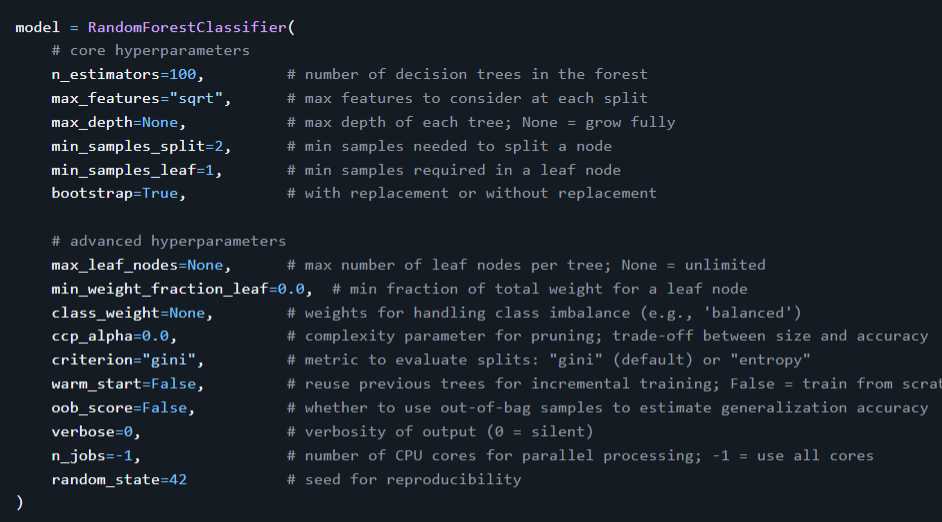 model = RandomForestClassifier(
    # core hyperparameters
    n_estimators=100,         # number of decision trees in the forest
    max_features="sqrt",      # max features to consider at each split
    max_depth=None,           # max depth of each tree; None = grow fully
    min_samples_split=2,      # min samples needed to split a node
    min_samples_leaf=1,       # min samples required in a leaf node
    bootstrap=True,           # with replacement or without replacement

    # advanced hyperparameters
    max_leaf_nodes=None,      # max number of leaf nodes per tree; None = unlimited
    min_weight_fraction_leaf=0.0,  # min fraction of total weight for a leaf node
    class_weight=None,        # weights for handling class imbalance (e.g., 'balanced')
    ccp_alpha=0.0,            # complexity parameter for pruning; trade-off between size and accuracy
    criterion="gini",         # metric to evaluate splits: "gini" (default) or "entropy"
    warm_start=False,         # reuse previous trees for incremental training; False = train from
    oob_score=False,          # whether to use out-of-bag samples to estimate generalization accuracy
    verbose=0,                # verbosity of output (0 = silent)
    n_jobs=-1,                # number of CPU cores for parallel processing; -1 = use all cores
    random_state=42           # seed for reproducibility
)